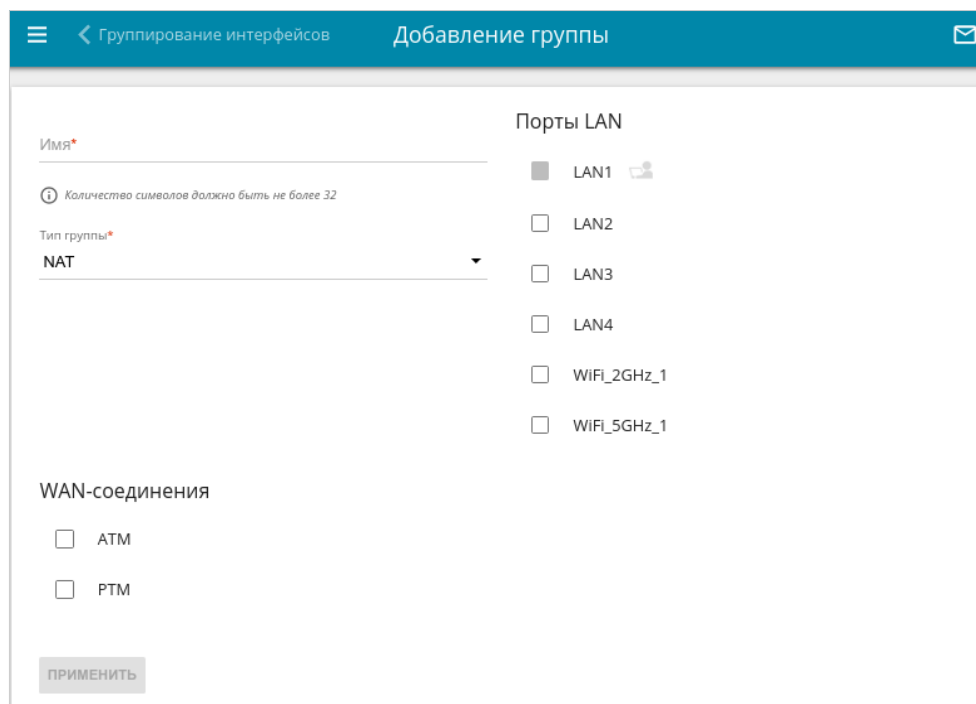 Группирование интерфейсов
Добавление группы
Имя*
Количество символов должно быть не более 32
Тип группы*
NAT
Порты LAN
LAN1
LAN2
LAN3
LAN4
WiFi_2GHz_1
WiFi_5GHz_1
WAN-соединения
ATM
PTM
ПРИМЕНИТЬ